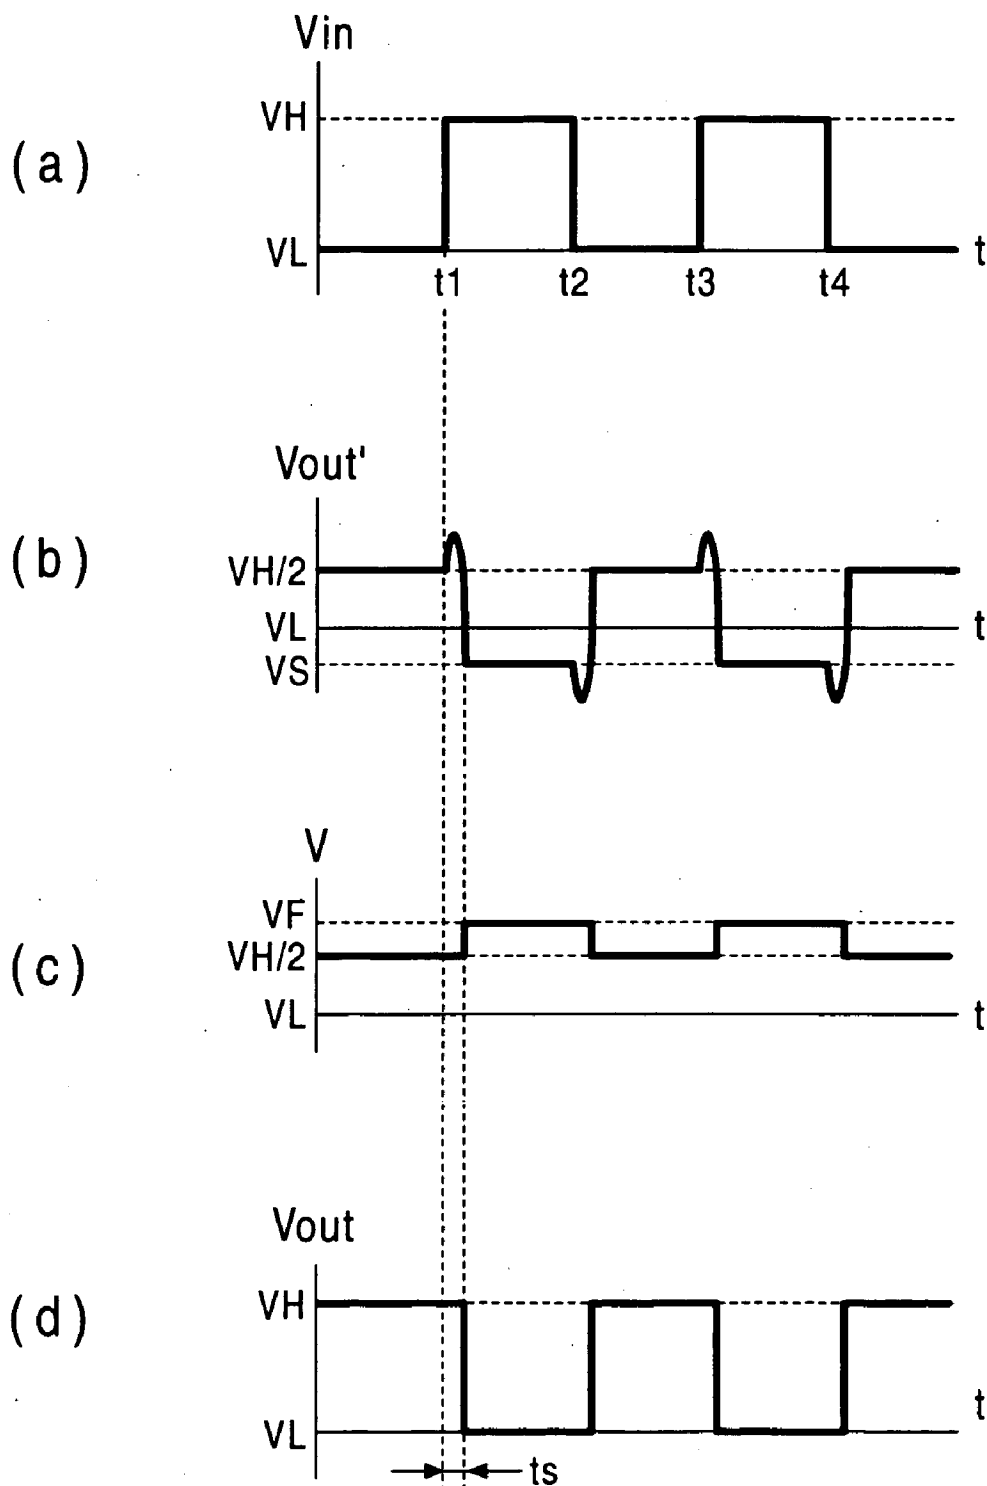 Vin
VH
(a)
VL
t
t1 t2 t3 t4
Vout'
(b)
VH/2
VL
t
VS
V
VF
(c)
VH/2
VL
t
Vout
VH
(d)
t
VL
ts